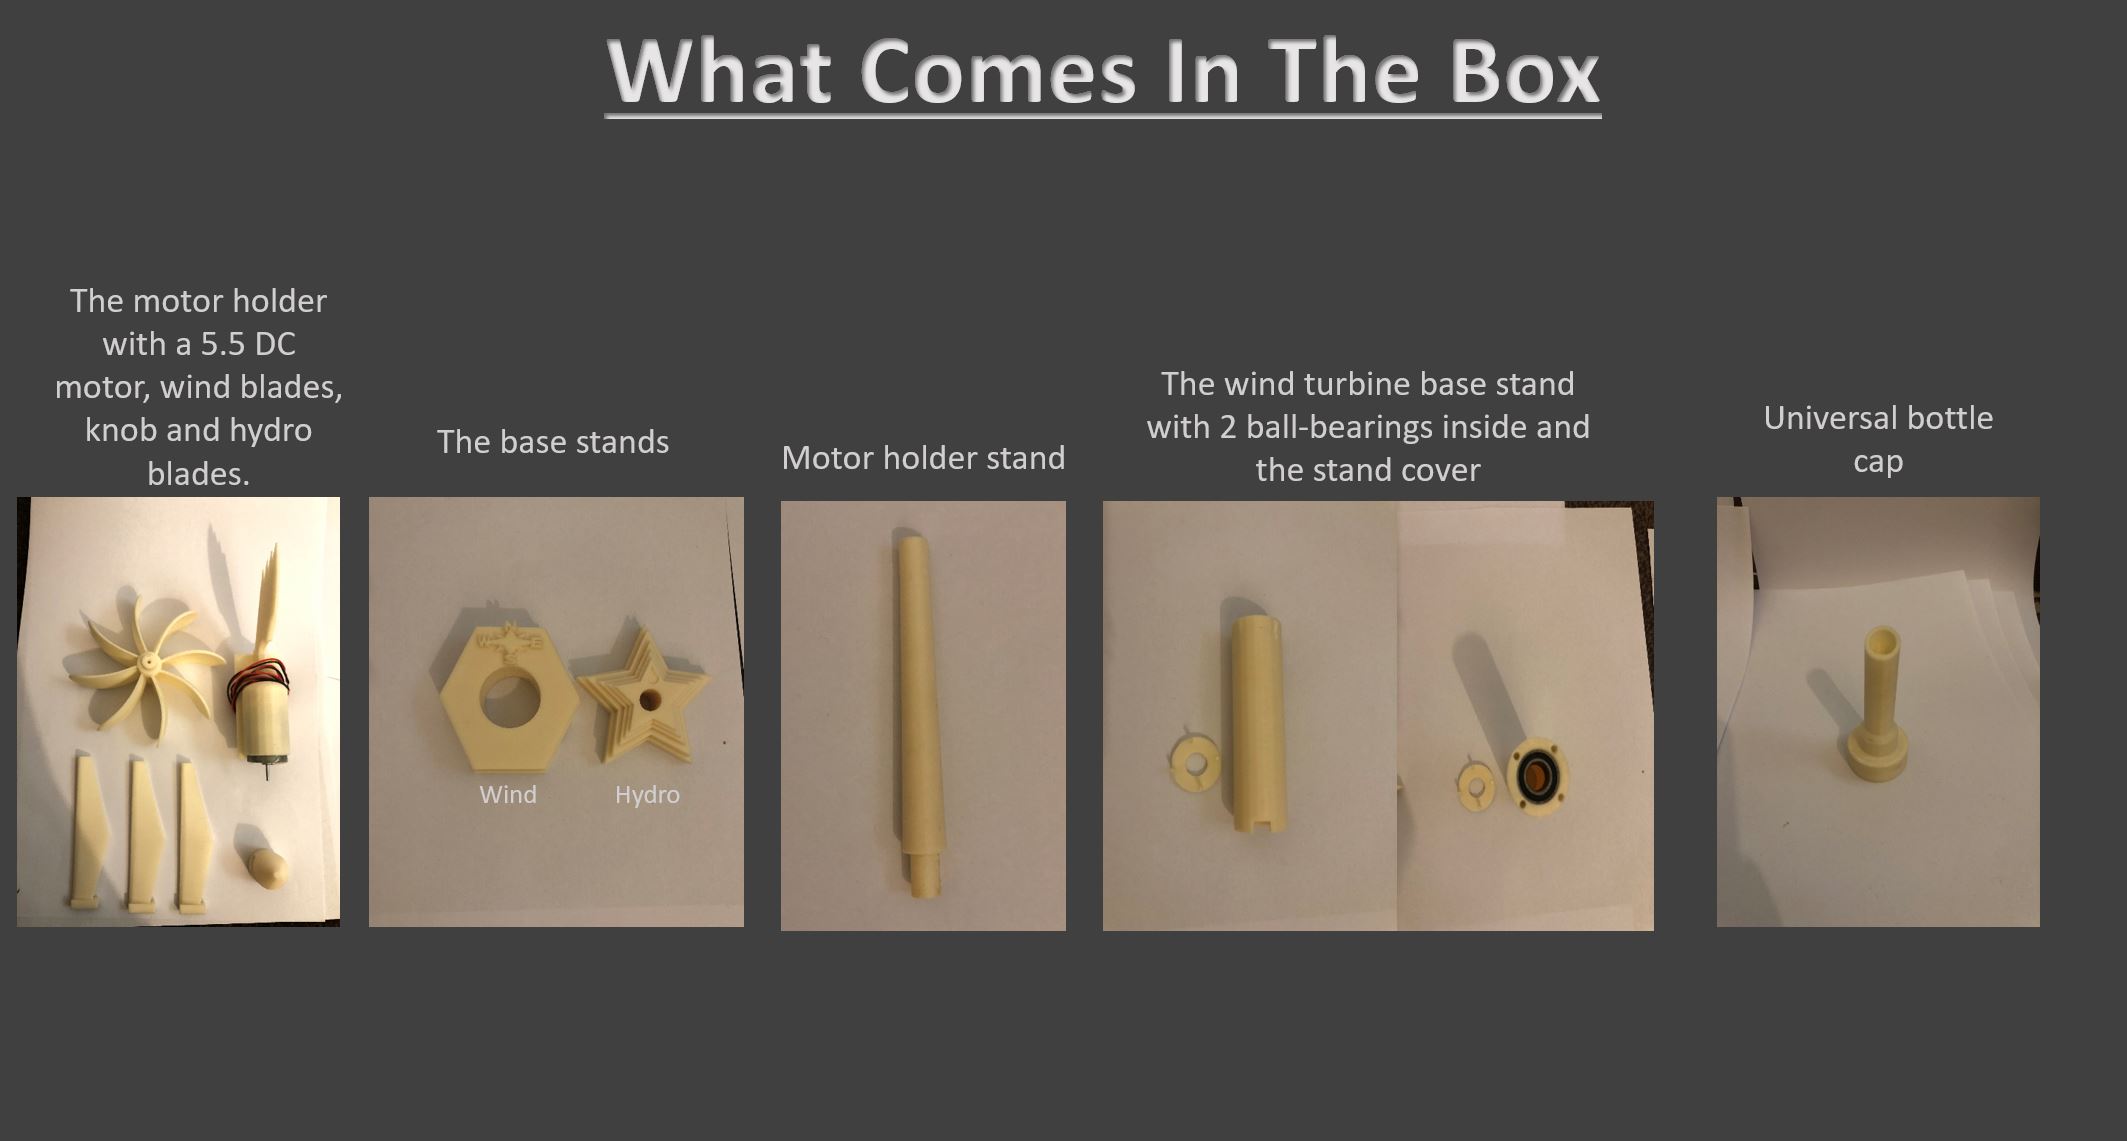 What Comes In The Box
The motor holder
with a 5.5 DC
motor, wind blades,
knob and hydro
blades.
The base stands
N
W E
S
Wind
Hydro
Motor holder stand
The wind turbine base stand
with 2 ball-bearings inside and
the stand cover
Universal bottle
cap